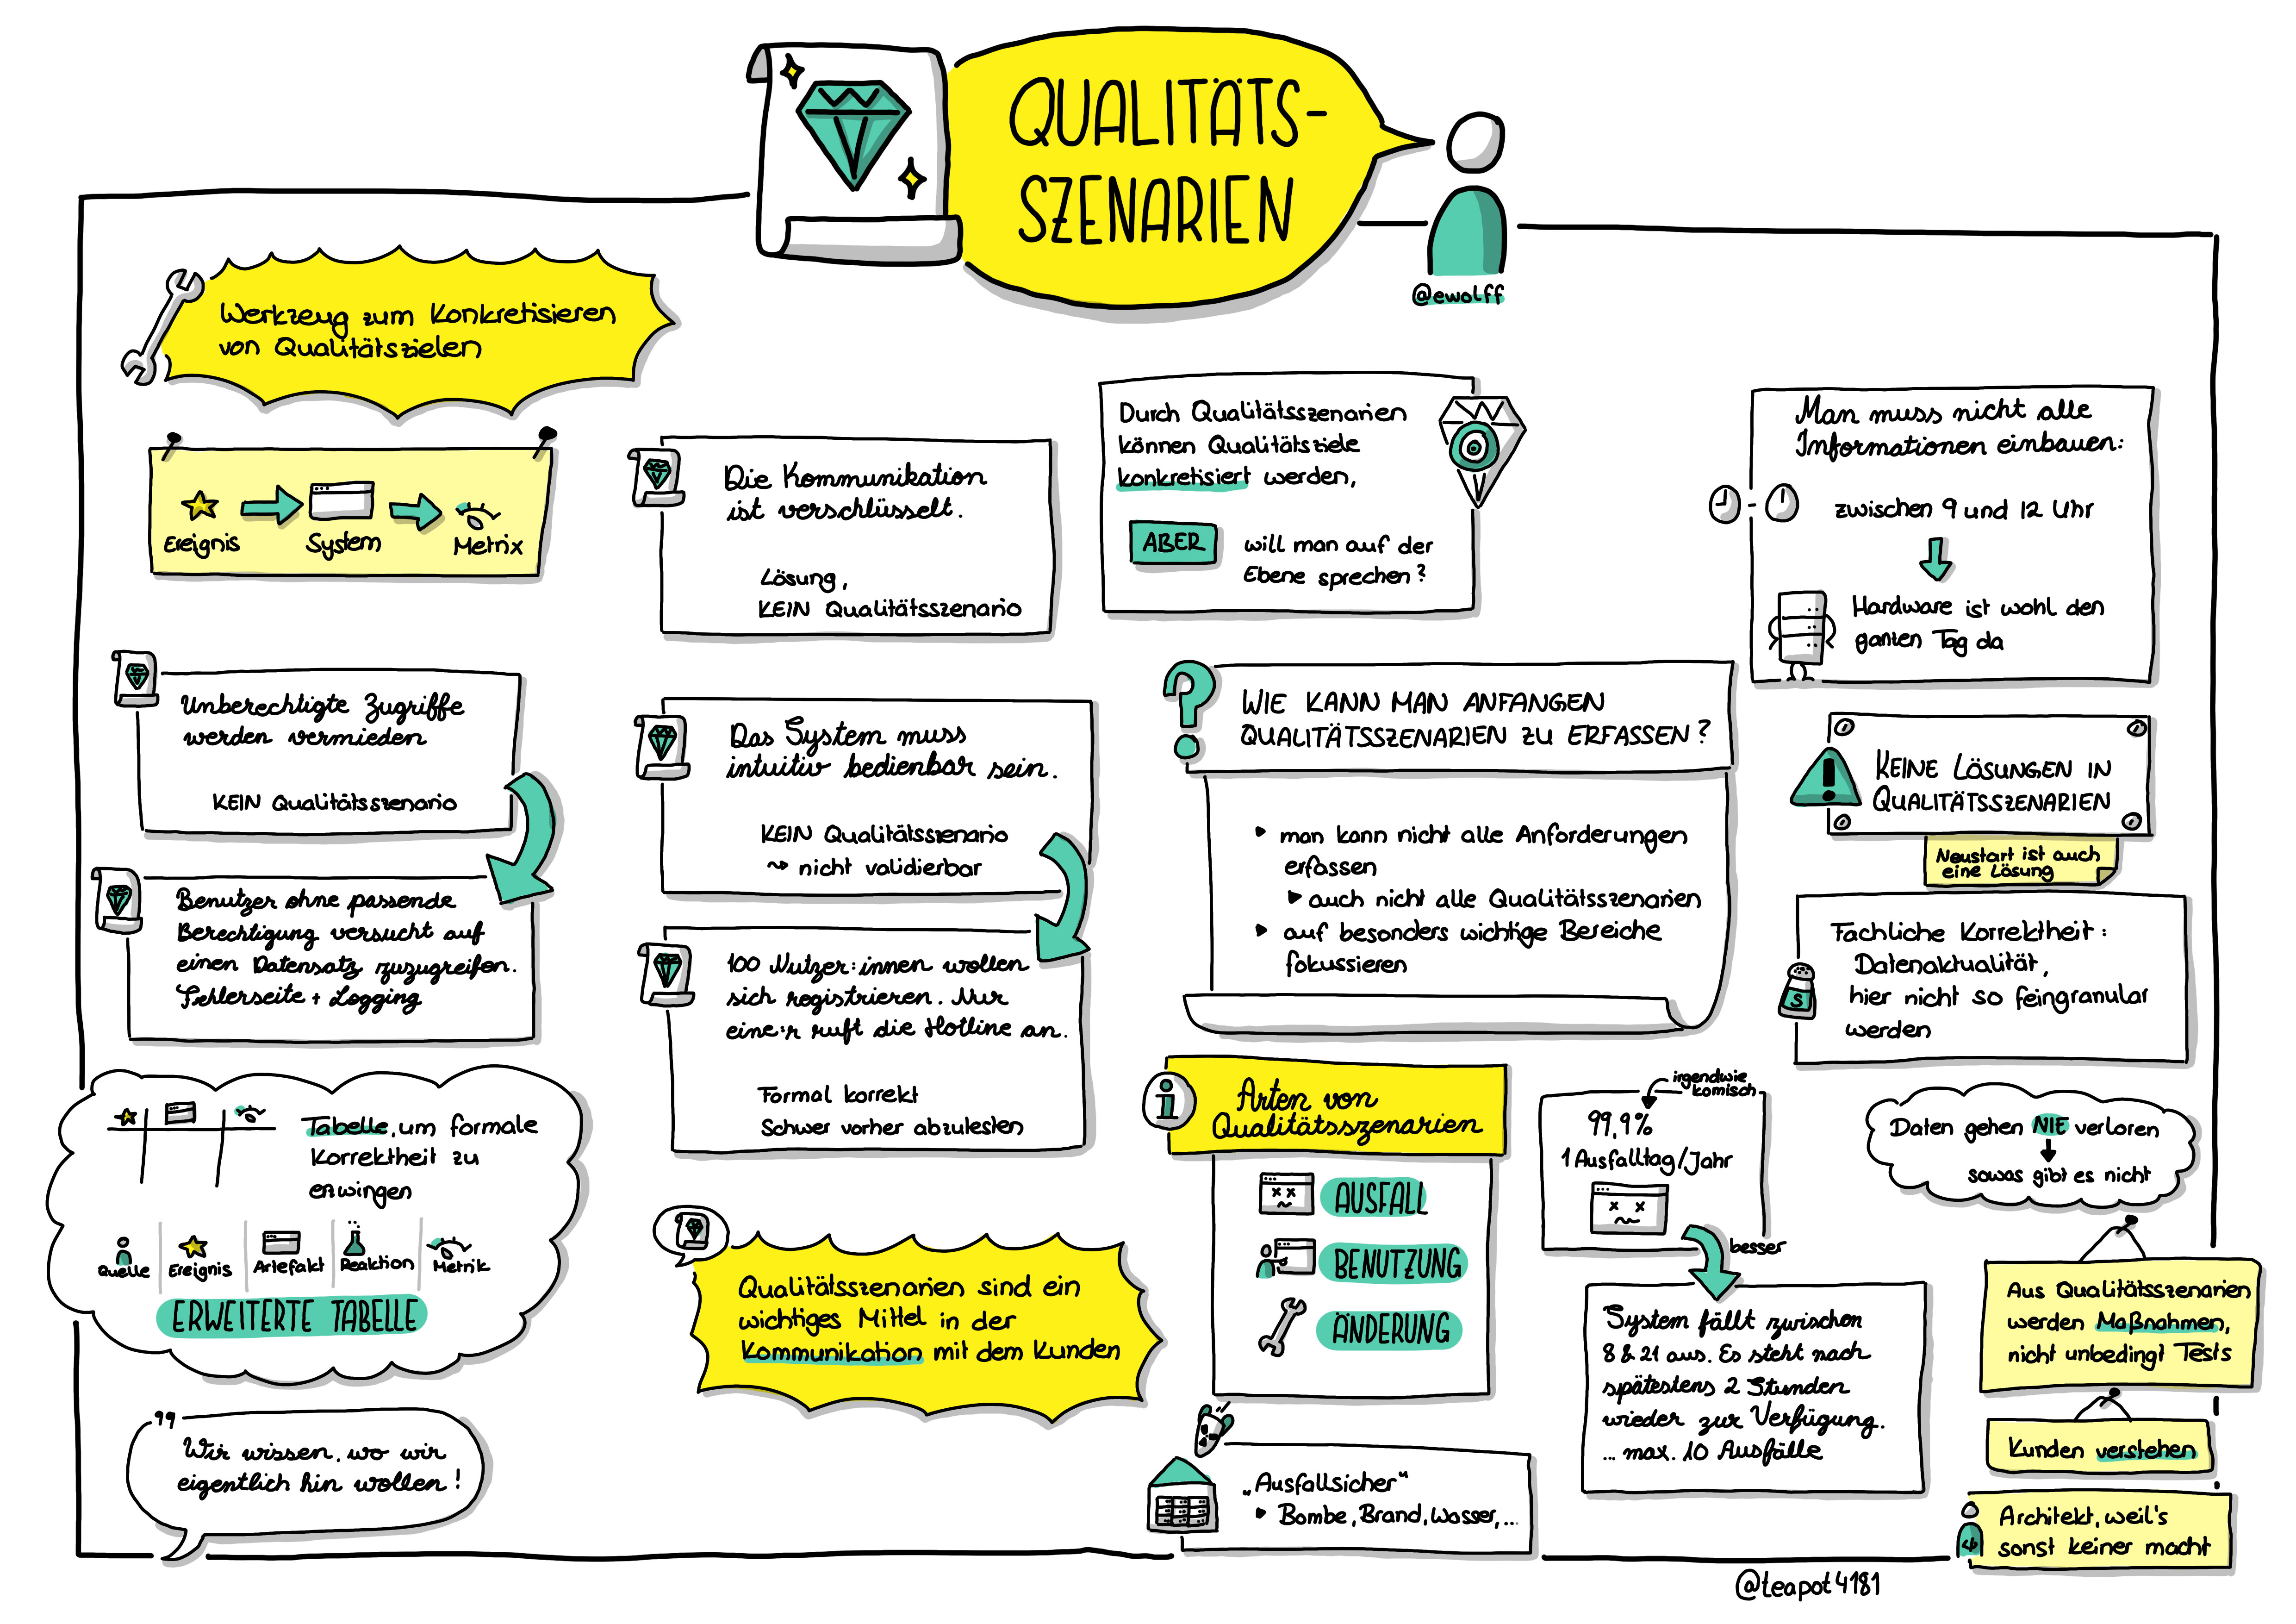 QUALITÄTS-
SZENARIEN
@ewolff
Werkzeug zum Konkretisieren
von Qualitätszielen
Ereignis
System
Metrix
Unberechtigte Zugriffe
werden vermieden
KEIN Qualitätsszenario
Benutzer ohne passende
Berechtigung versucht auf
einen Datensatz zuzugreifen.
Fehlerseite + Logging
Tabelle, um formale
Korrektheit zu
erzwingen
Quelle
Ereignis
Artefakt
Reaktion
Metrik
ERWEITERTE TABELLE
"
Wir wissen, wo wir
eigentlich hin wollen!
Die Kommunikation
ist verschlüsselt.
Lösung,
KEIN Qualitätsszenario
Das System muss
intuitiv bedienbar sein.
KEIN Qualitätsszenario
⤳ nicht validierbar
100 Nutzer:innen wollen
sich registrieren. Nur
eine:r ruft die Hotline an.
Formal korrekt
Schwer vorher abzutesten
Qualitätsszenarien sind ein
wichtiges Mittel in der
Kommunikation mit dem Kunden
Durch Qualitätsszenarien
können Qualitätsziele
konkretisiert werden,
ABER
will man auf der
Ebene sprechen?
?
WIE KANN MAN ANFANGEN
QUALITÄTSSZENARIEN ZU ERFASSEN?
▸ man kann nicht alle Anforderungen
erfassen
▸ auch nicht alle Qualitätsszenarien
▸ auf besonders wichtige Bereiche
fokussieren
i
Arten von
Qualitätsszenarien
AUSFALL
BENUTZUNG
ÄNDERUNG
„Ausfallsicher“
▸ Bombe, Brand, Wasser, ...
irgendwie
komisch
99,9%
1 Ausfalltag/Jahr
besser
System fällt zwischen
8 & 21 aus. Es steht nach
spätestens 2 Stunden
wieder zur Verfügung.
... max. 10 Ausfälle
Man muss nicht alle
Informationen einbauen:
zwischen 9 und 12 Uhr
Hardware ist wohl den
ganzen Tag da
!
KEINE LÖSUNGEN IN
QUALITÄTSSZENARIEN
Neustart ist auch
eine Lösung
S
Fachliche Korrektheit:
Datenaktualität,
hier nicht so feingranular
werden
Daten gehen NIE verloren
sowas gibt es nicht
Aus Qualitätsszenarien
werden Maßnahmen,
nicht unbedingt Tests
Kunden verstehen
Architekt, weil's
sonst keiner macht
@teapot4181